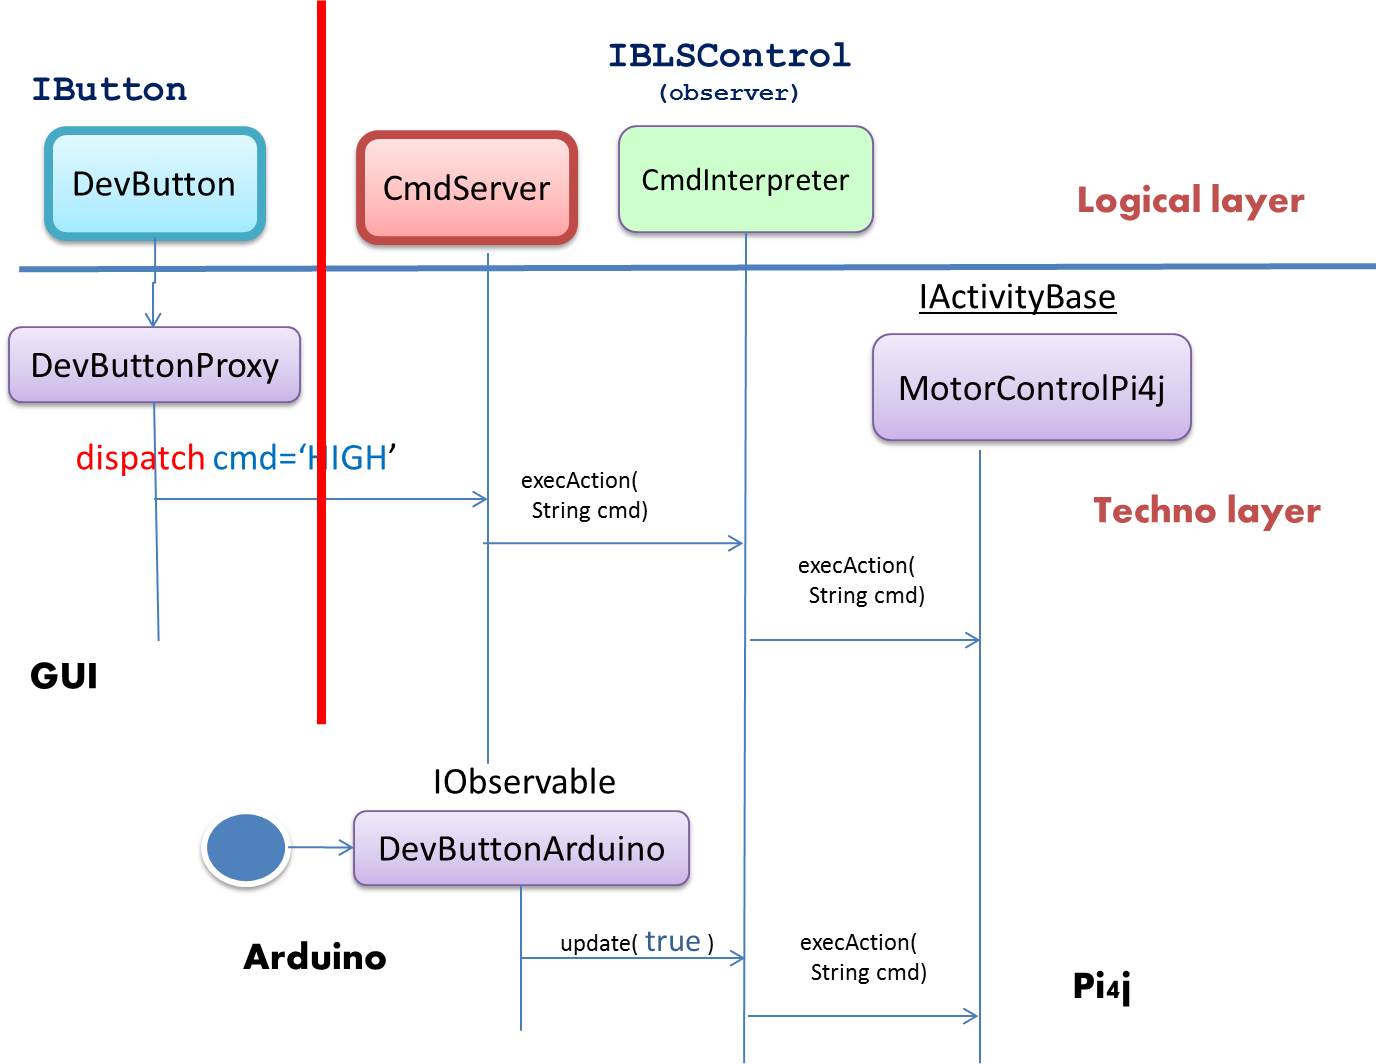 IBLSControl
(observer)
IButton
DevButton
CmdServer
CmdInterpreter
Logical layer
IActivityBase
DevButtonProxy
MotorControlPi4j
dispatch cmd=‘HIGH’
execAction(
String cmd)
Techno layer
execAction(
String cmd)
GUI
IObservable
DevButtonArduino
update( true )
execAction(
String cmd)
Arduino
Pi4j